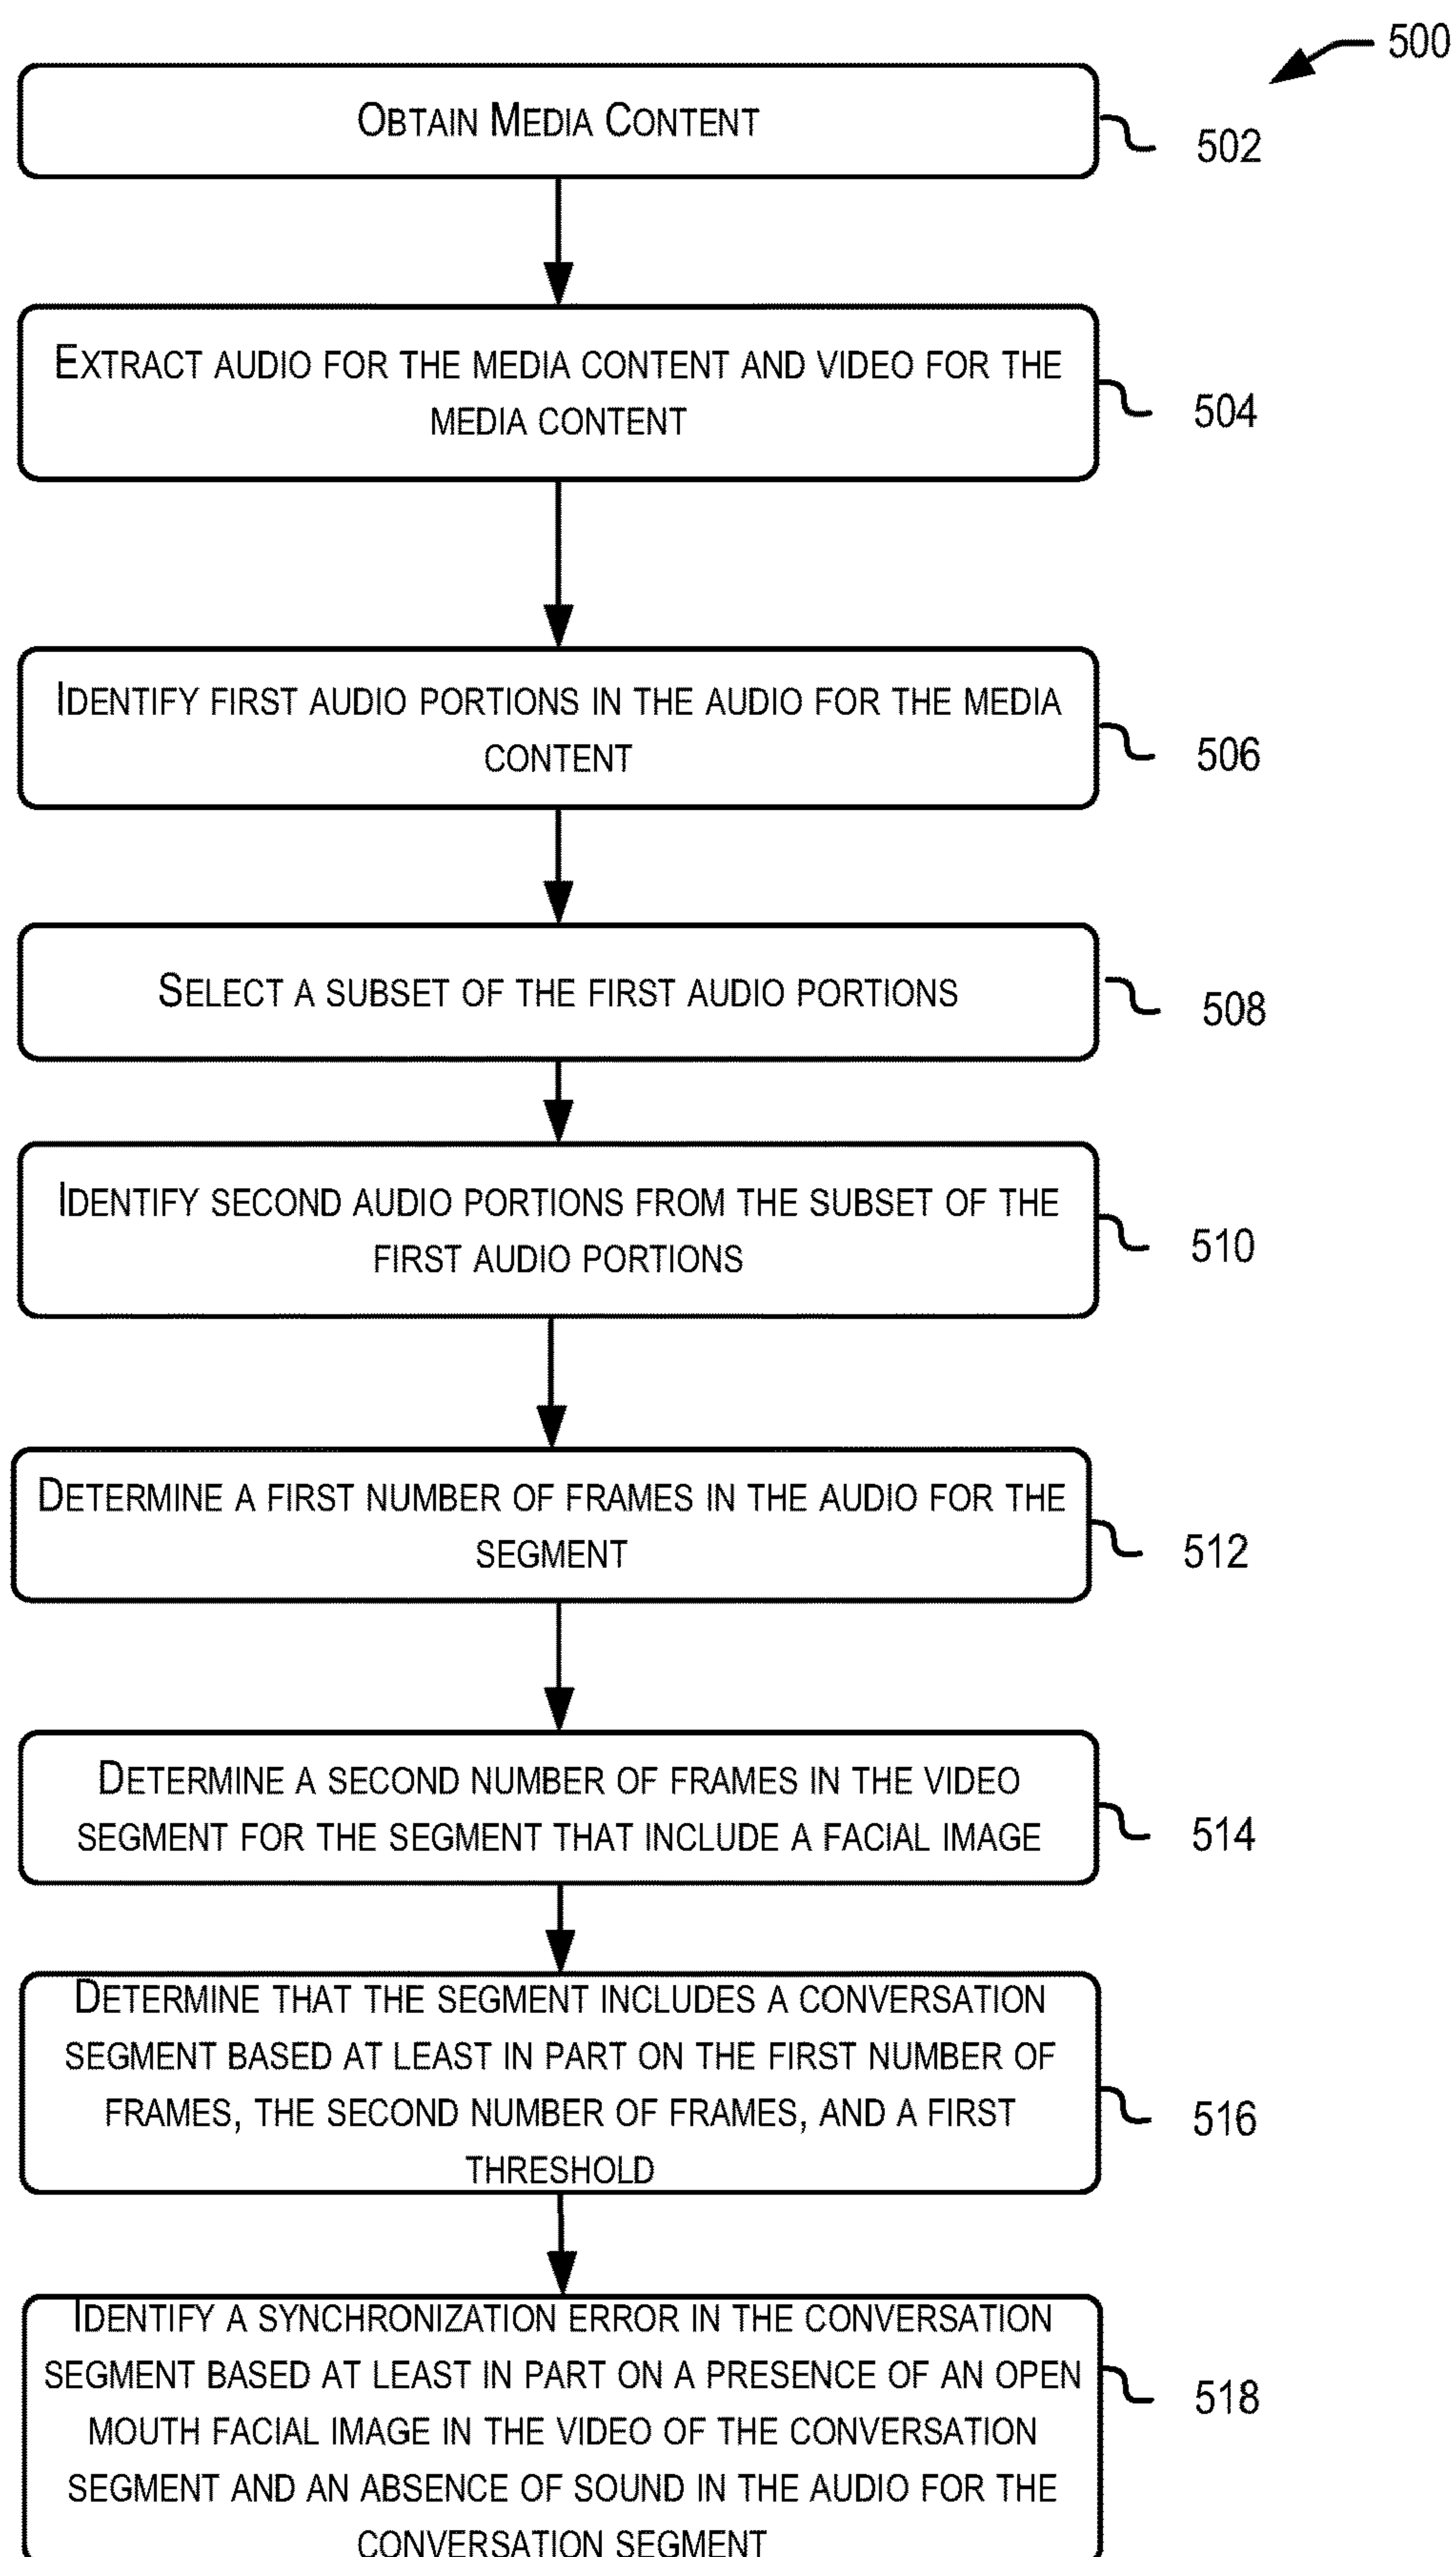 500
OBTAIN MEDIA CONTENT
502
EXTRACT AUDIO FOR THE MEDIA CONTENT AND VIDEO FOR THE
MEDIA CONTENT
504
IDENTIFY FIRST AUDIO PORTIONS IN THE AUDIO FOR THE MEDIA
CONTENT
506
SELECT A SUBSET OF THE FIRST AUDIO PORTIONS
508
IDENTIFY SECOND AUDIO PORTIONS FROM THE SUBSET OF THE
FIRST AUDIO PORTIONS
510
DETERMINE A FIRST NUMBER OF FRAMES IN THE AUDIO FOR THE
SEGMENT
512
DETERMINE A SECOND NUMBER OF FRAMES IN THE VIDEO
SEGMENT FOR THE SEGMENT THAT INCLUDE A FACIAL IMAGE
514
DETERMINE THAT THE SEGMENT INCLUDES A CONVERSATION
SEGMENT BASED AT LEAST IN PART ON THE FIRST NUMBER OF
FRAMES, THE SECOND NUMBER OF FRAMES, AND A FIRST
THRESHOLD
516
IDENTIFY A SYNCHRONIZATION ERROR IN THE CONVERSATION
SEGMENT BASED AT LEAST IN PART ON A PRESENCE OF AN OPEN
MOUTH FACIAL IMAGE IN THE VIDEO OF THE CONVERSATION
SEGMENT AND AN ABSENCE OF SOUND IN THE AUDIO FOR THE
CONVERSATION SEGMENT
518